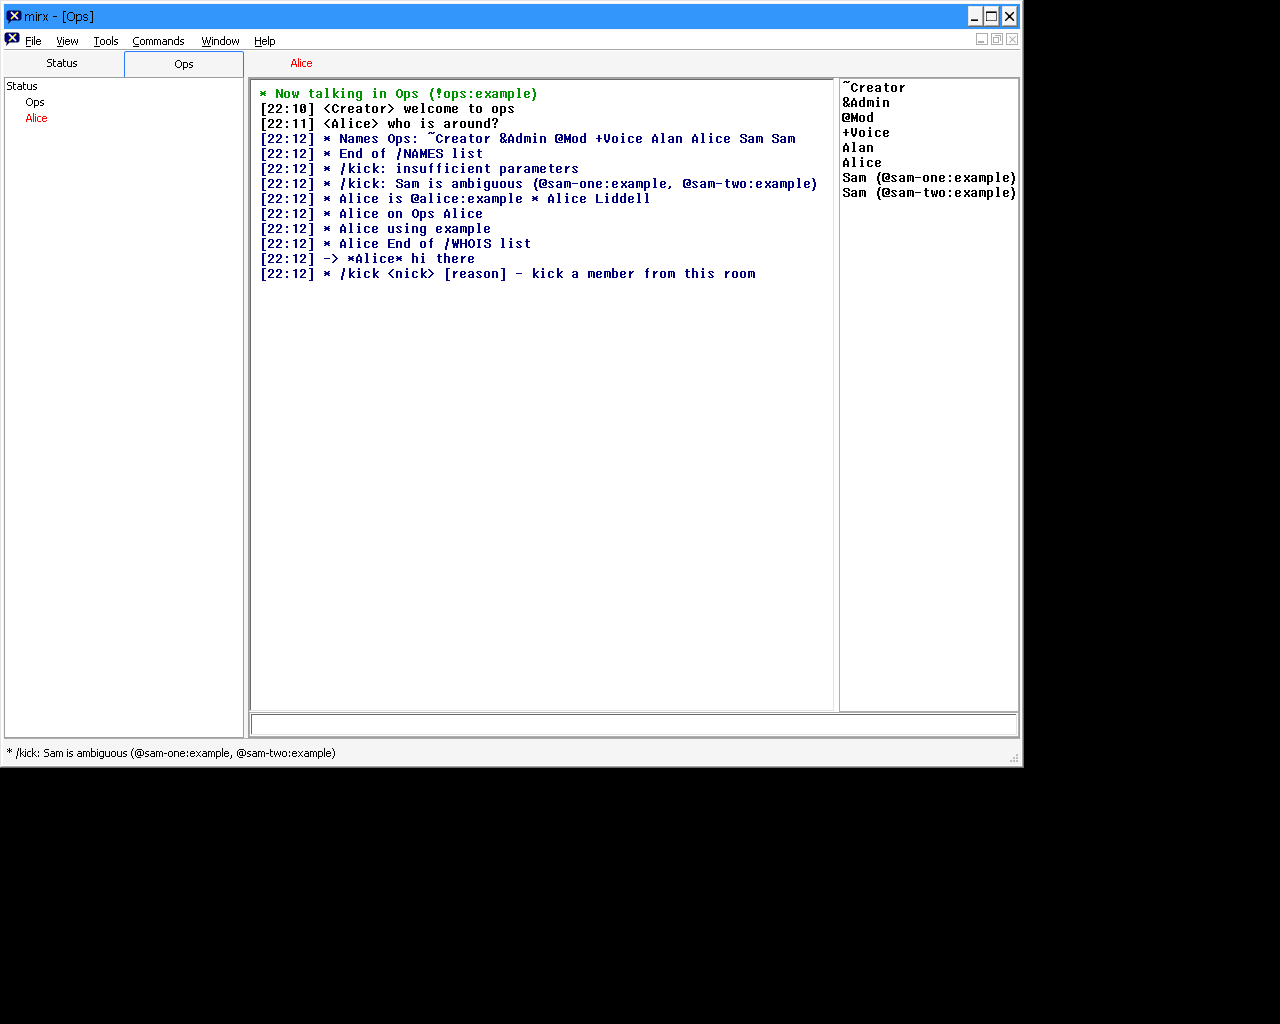 mirx - [Ops]
File View Tools Commands Window Help
Status Ops Alice
Status
Ops
Alice
* Now talking in Ops (!ops:example)
[22:10] <Creator> welcome to ops
[22:11] <Alice> who is around?
[22:12] * Names Ops: ~Creator &Admin @Mod +Voice Alan Alice Sam Sam
[22:12] * End of /NAMES list
[22:12] * /kick: insufficient parameters
[22:12] * /kick: Sam is ambiguous (@sam-one:example, @sam-two:example)
[22:12] * Alice is @alice:example * Alice Liddell
[22:12] * Alice on Ops Alice
[22:12] * Alice using example
[22:12] * Alice End of /WHOIS list
[22:12] -> *Alice* hi there
[22:12] * /kick <nick> [reason] - kick a member from this room
~Creator
&Admin
@Mod
+Voice
Alan
Alice
Sam (@sam-one:example)
Sam (@sam-two:example)
* /kick: Sam is ambiguous (@sam-one:example, @sam-two:example)